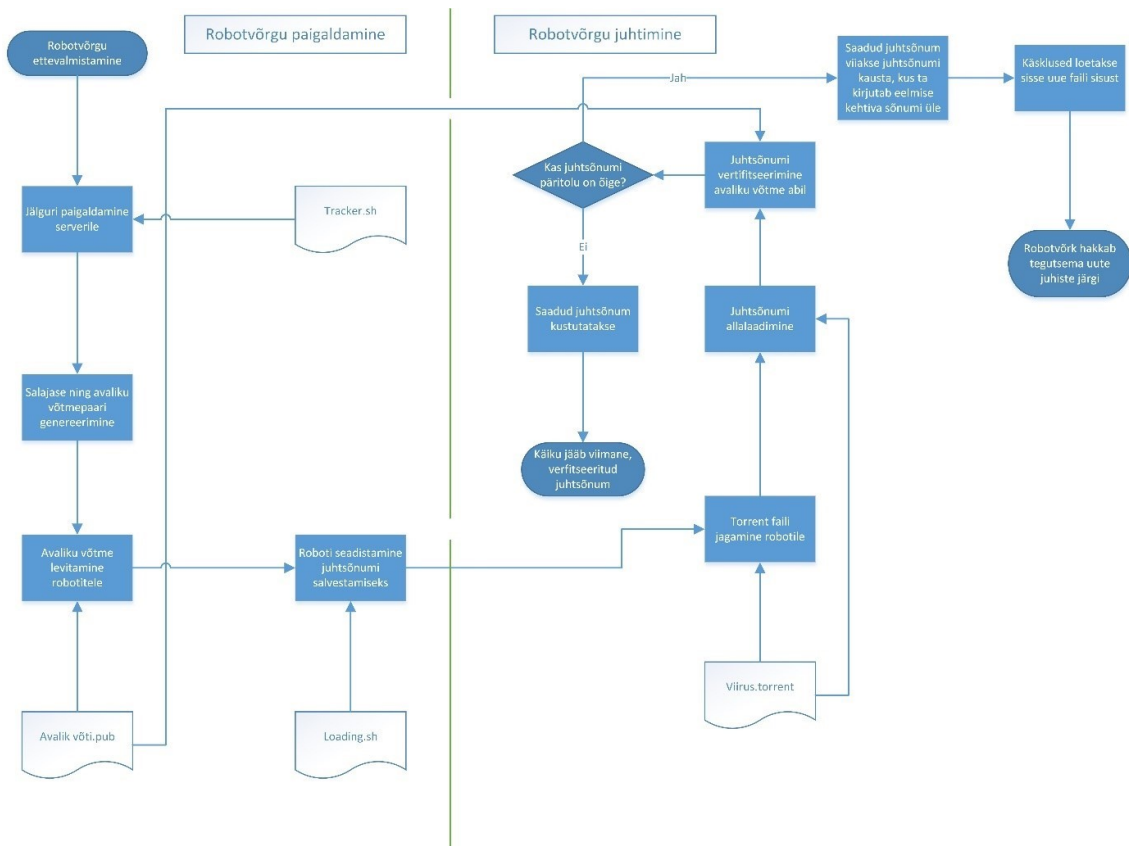 Robotvõrgu paigaldamine
Robotvõrgu juhtimine
Robotvõrgu
ettevalmistamine
Jälguri paigaldamine
serverile
Tracker.sh
Salajase ning avaliku
võtmepaari
genereerimine
Avaliku võtme
levitamine
robotitele
Roboti seadistamine
juhtsõnumi
salvestamiseks
Avalik võti.pub
Loading.sh
Jah
Saadud juhtsõnum
viiakse juhtsõnumi
kausta, kus ta
kirjutab eelmise
kehtiva sõnumi üle
Käsklused loetakse
sisse uue faili sisust
Kas juhtsõnumi
päritolu on õige?
Juhtsõnumi
vertifitseerimine
avaliku võtme abil
Robotvõrk hakkab
tegutsema uute
juhiste järgi
Ei
Saadud juhtsõnum
kustutatakse
Juhtsõnumi
allalaadimine
Käiku jääb viimane,
verfitseeritud
juhtsõnum
Torrent faili
jagamine robotile
Viirus.torrent